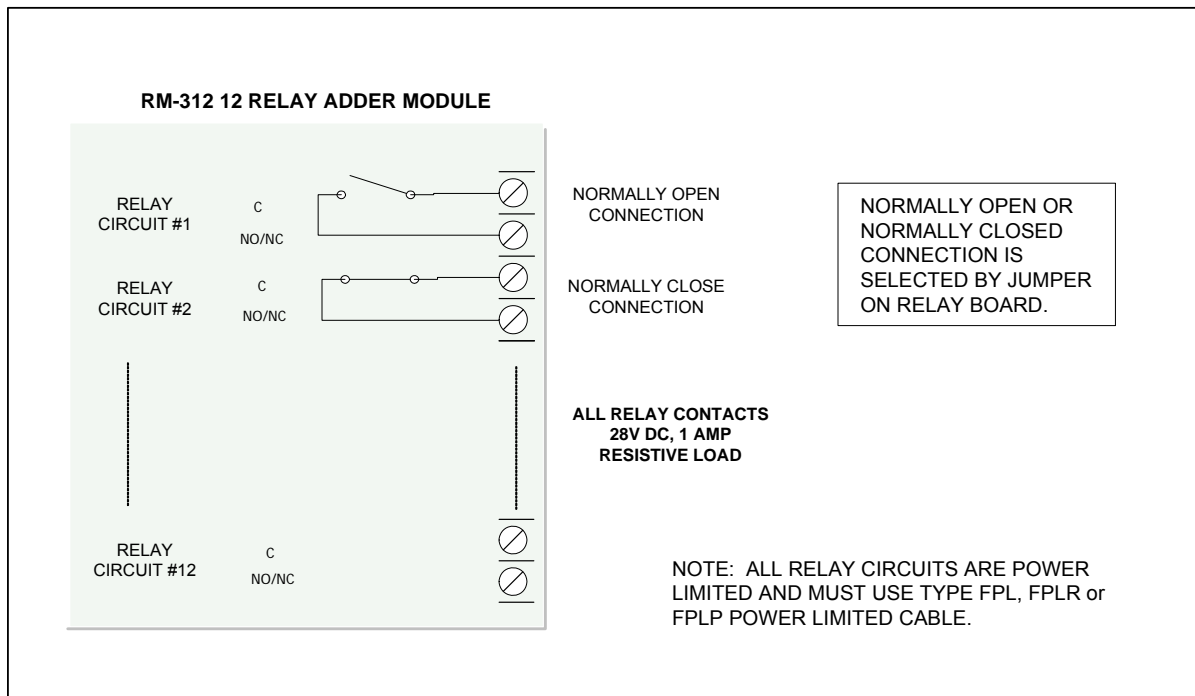 RM-312 12 RELAY ADDER MODULE
RELAY
CIRCUIT #1
C
NO/NC
NORMALLY OPEN
CONNECTION
RELAY
CIRCUIT #2
C
NO/NC
NORMALLY CLOSE
CONNECTION
NORMALLY OPEN OR
NORMALLY CLOSED
CONNECTION IS
SELECTED BY JUMPER
ON RELAY BOARD.
ALL RELAY CONTACTS
28V DC, 1 AMP
RESISTIVE LOAD
RELAY
CIRCUIT #12
C
NO/NC
NOTE: ALL RELAY CIRCUITS ARE POWER
LIMITED AND MUST USE TYPE FPL, FPLR or
FPLP POWER LIMITED CABLE.